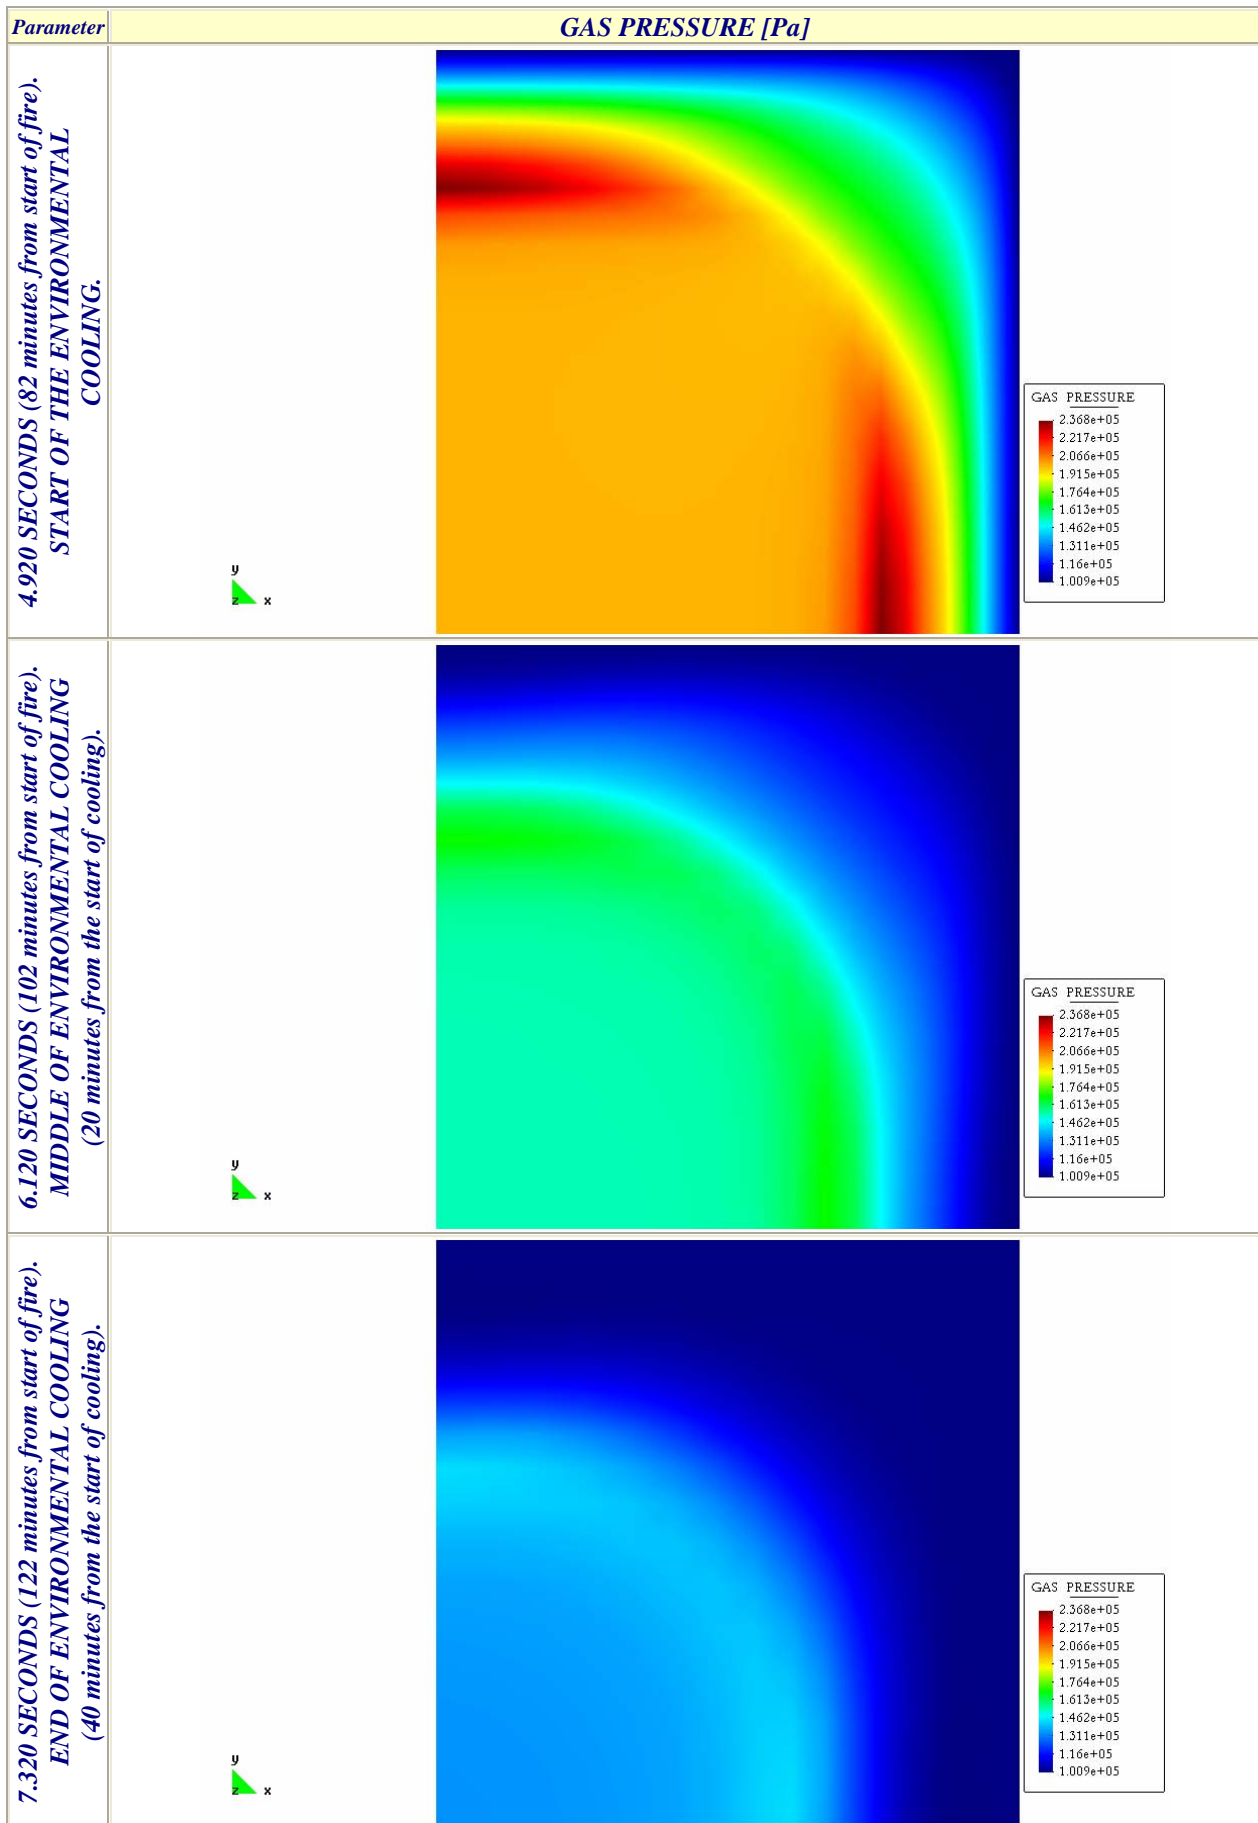 Parameter
GAS PRESSURE [Pa]
4.920 SECONDS (82 minutes from start of fire).
START OF THE ENVIRONMENTAL
COOLING.
y
z x
GAS PRESSURE
2.368e+05
2.217e+05
2.066e+05
1.915e+05
1.764e+05
1.613e+05
1.462e+05
1.311e+05
1.16e+05
1.009e+05
6.120 SECONDS (102 minutes from start of fire).
MIDDLE OF ENVIRONMENTAL COOLING
(20 minutes from the start of cooling).
y
z x
GAS PRESSURE
2.368e+05
2.217e+05
2.066e+05
1.915e+05
1.764e+05
1.613e+05
1.462e+05
1.311e+05
1.16e+05
1.009e+05
7.320 SECONDS (122 minutes from start of fire).
END OF ENVIRONMENTAL COOLING
(40 minutes from the start of cooling).
y
z x
GAS PRESSURE
2.368e+05
2.217e+05
2.066e+05
1.915e+05
1.764e+05
1.613e+05
1.462e+05
1.311e+05
1.16e+05
1.009e+05